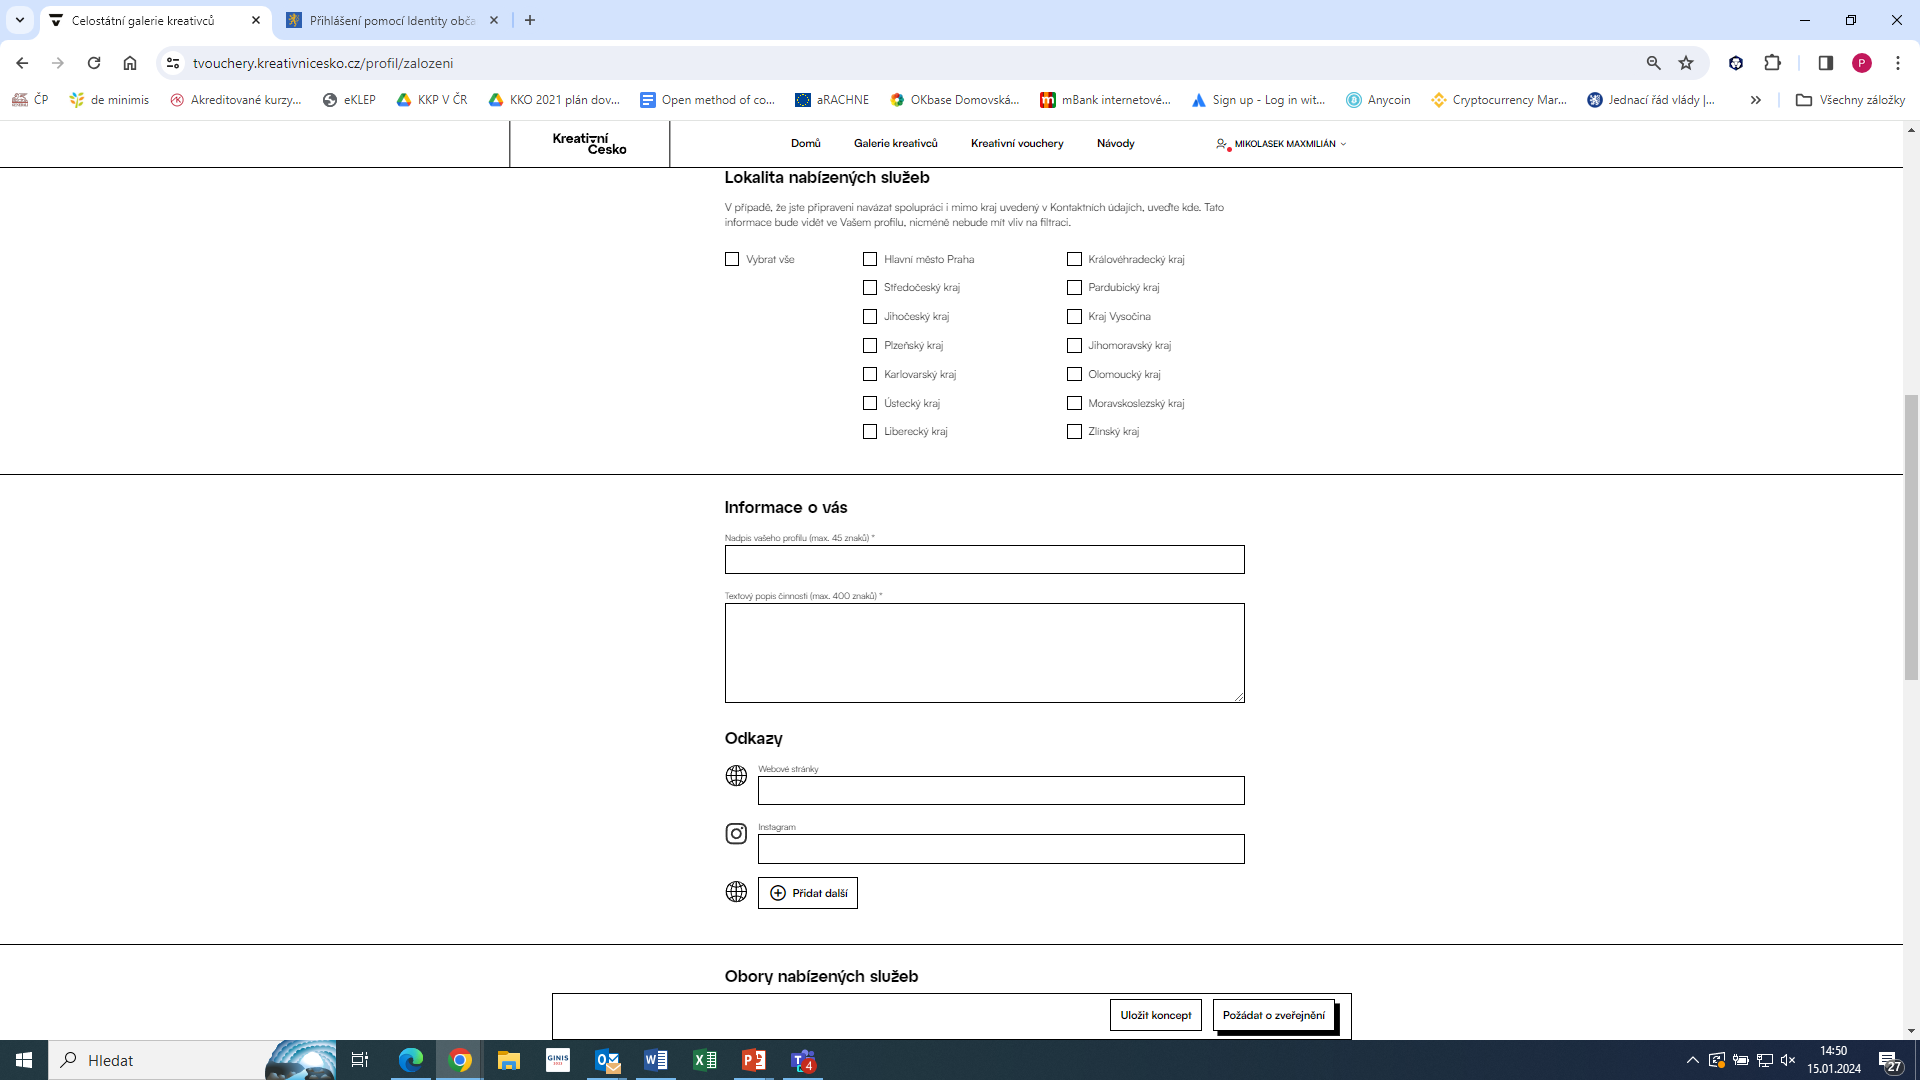 Celostátní galerie kreativců
Přihlášení pomocí Identity obča
tvouchery.kreativnicesko.cz/profil/zalozeni
P
ČP
de minimis
Akreditované kurzy...
eKLEP
KKP V ČR
KKO 2021 plán dov...
Open method of co...
aRACHNE
OKbase Domovská...
mBank internetové...
Sign up - Log in wit...
Anycoin
Cryptocurrency Mar...
Jednací řád vlády |...
Všechny záložky
Kreativní
Česko
Domů
Galerie kreativců
Kreativní vouchery
Návody
MIKOLASEK MAXMILIÁN
Lokalita nabízených služeb
V případě, že jste připraveni navázat spolupráci i mimo kraj uvedený v Kontaktních údajích, uveďte kde. Tato
informace bude vidět ve Vašem profilu, nicméně nebude mít vliv na filtraci.
Vybrat vše
Hlavní město Praha
Královéhradecký kraj
Středočeský kraj
Pardubický kraj
Jihočeský kraj
Kraj Vysočina
Plzeňský kraj
Jihomoravský kraj
Karlovarský kraj
Olomoucký kraj
Ústecký kraj
Moravskoslezský kraj
Liberecký kraj
Zlínský kraj
Informace o vás
Nadpis vašeho profilu (max. 45 znaků) *
Textový popis činnosti (max. 400 znaků) *
Odkazy
Webové stránky
Instagram
Přidat další
Obory nabízených služeb
Uložit koncept
Požádat o zveřejnění
Hledat
GINIS
4
14:50
15.01.2024
27